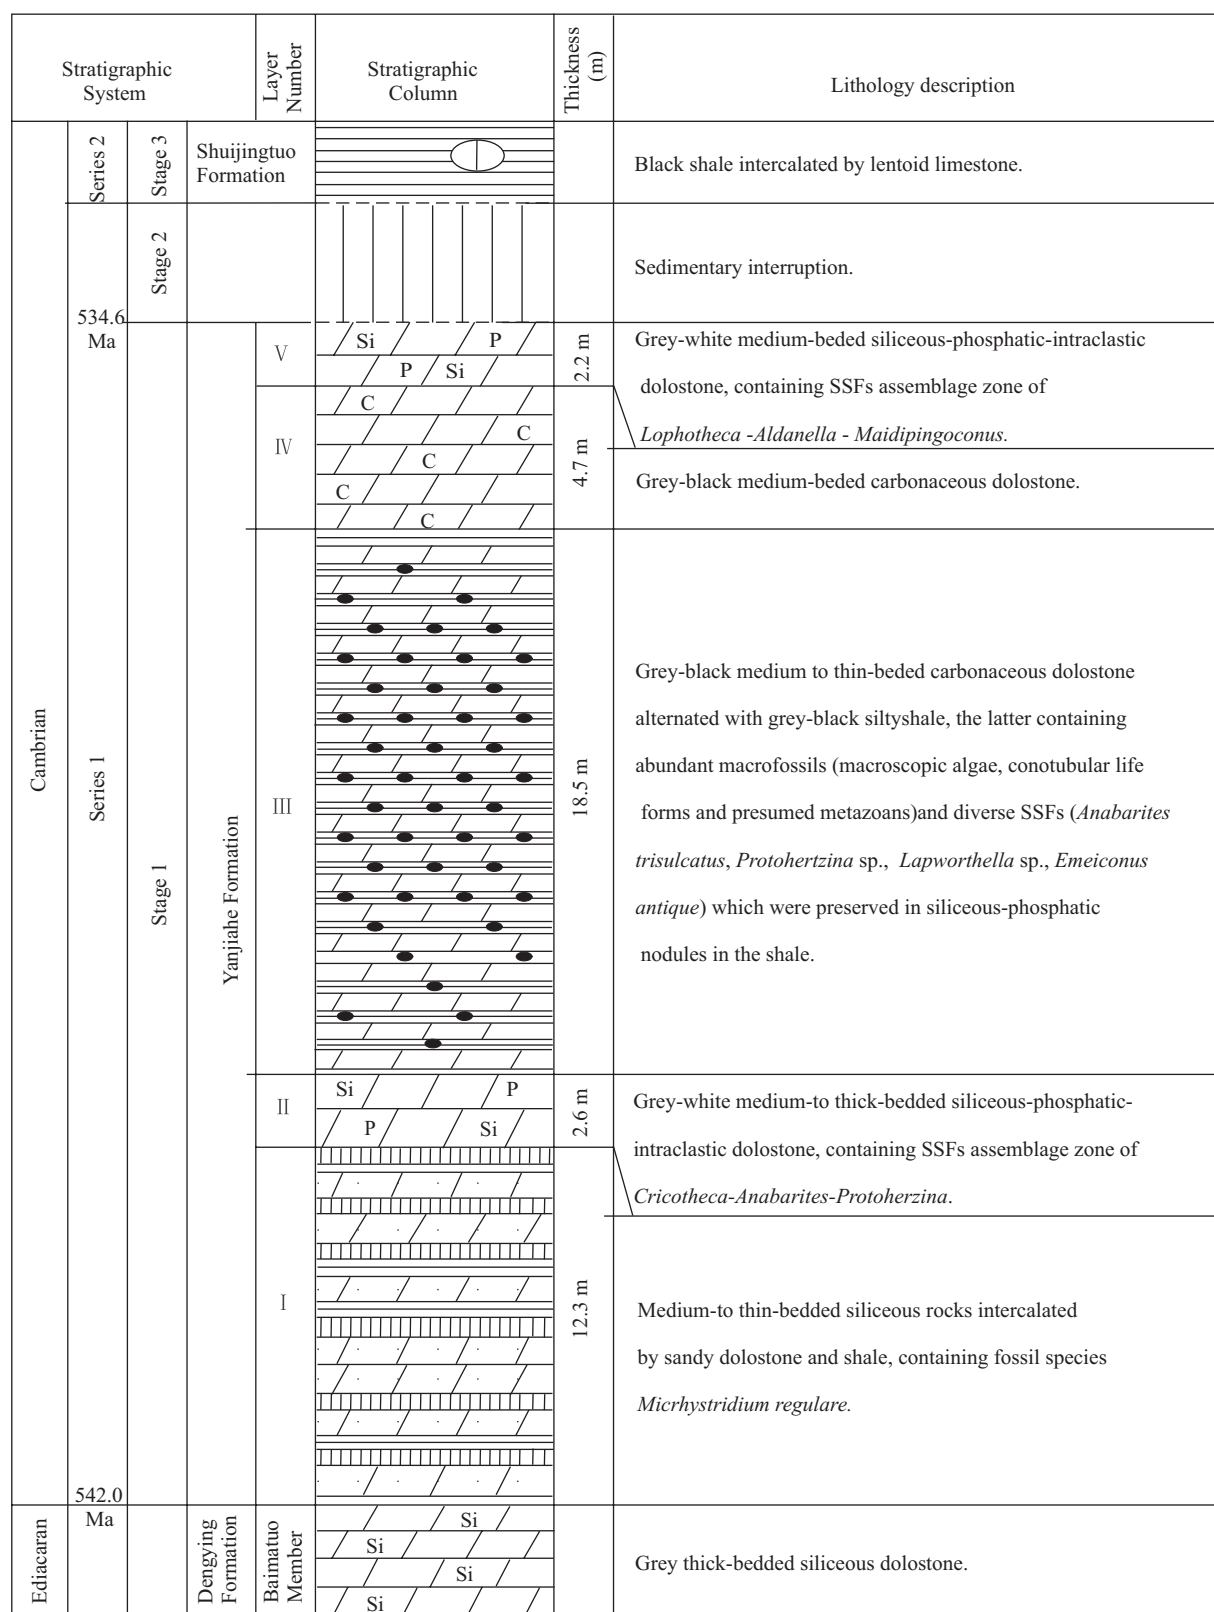 Stratigraphic
System
Layer
Number
Stratigraphic
Column
Thickness
(m)
Lithology description
Cambrian
Series 2
Stage 3
Shuijingtuo
Formation
Black shale intercalated by lentoid limestone.
Stage 2
Sedimentary interruption.
534.6
Ma
Series 1
Stage 1
Yanjiahe Formation
V
Si
P
P
Si
2.2 m
Grey-white medium-beded siliceous-phosphatic-intraclastic
dolostone, containing SSFs assemblage zone of
Lophotheca -Aldanella - Maidipingoconus.
IV
C
C
C
C
C
4.7 m
Grey-black medium-beded carbonaceous dolostone.
III
18.5 m
Grey-black medium to thin-beded carbonaceous dolostone
alternated with grey-black siltyshale, the latter containing
abundant macrofossils (macroscopic algae, conotubular life
forms and presumed metazoans)and diverse SSFs (Anabarites
trisulcatus, Protohertzina sp., Lapworthella sp., Emeiconus
antique) which were preserved in siliceous-phosphatic
nodules in the shale.
II
Si
P
P
Si
2.6 m
Grey-white medium-to thick-bedded siliceous-phosphatic-
intraclastic dolostone, containing SSFs assemblage zone of
Cricotheca-Anabarites-Protoherzina.
I
12.3 m
Medium-to thin-bedded siliceous rocks intercalated
by sandy dolostone and shale, containing fossil species
Micrhystridium regulare.
542.0
Ma
Ediacaran
Dengying
Formation
Baimatuo
Member
Si
Si
Si
Si
Grey thick-bedded siliceous dolostone.